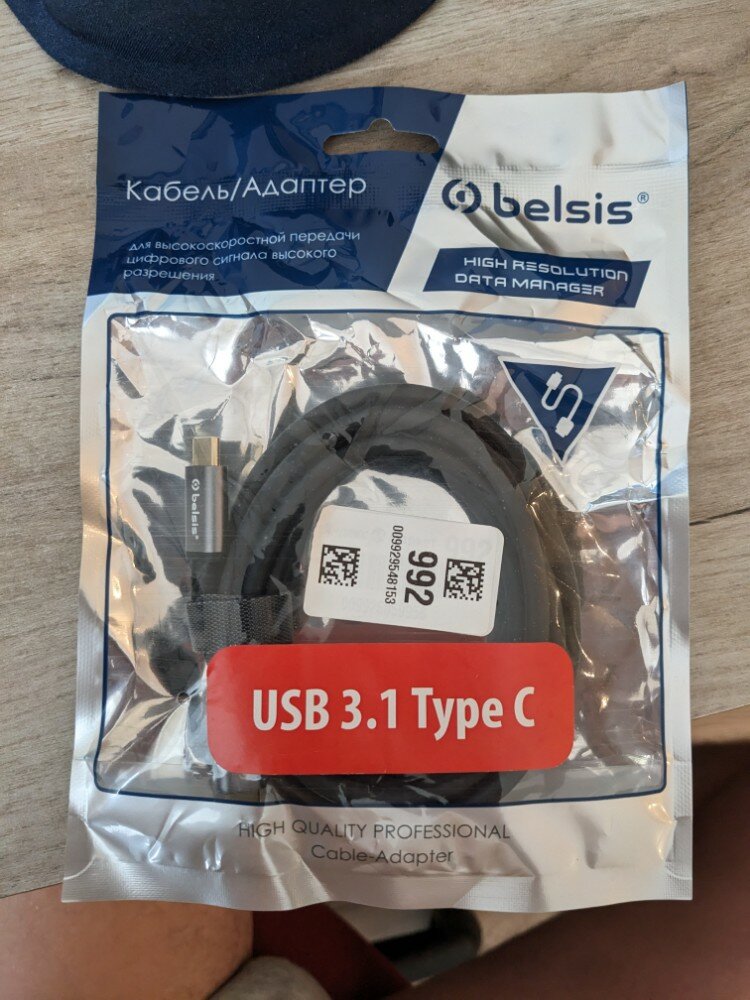 Кабель/Адаптер
для высокоскоростной передачи
цифрового сигнала высокого
разрешения
belsis®
HIGH RESOLUTION
DATA MANAGER
belsis®
992
009929548153
USB 3.1 Type C
HIGH QUALITY PROFESSIONAL
Cable-Adapter